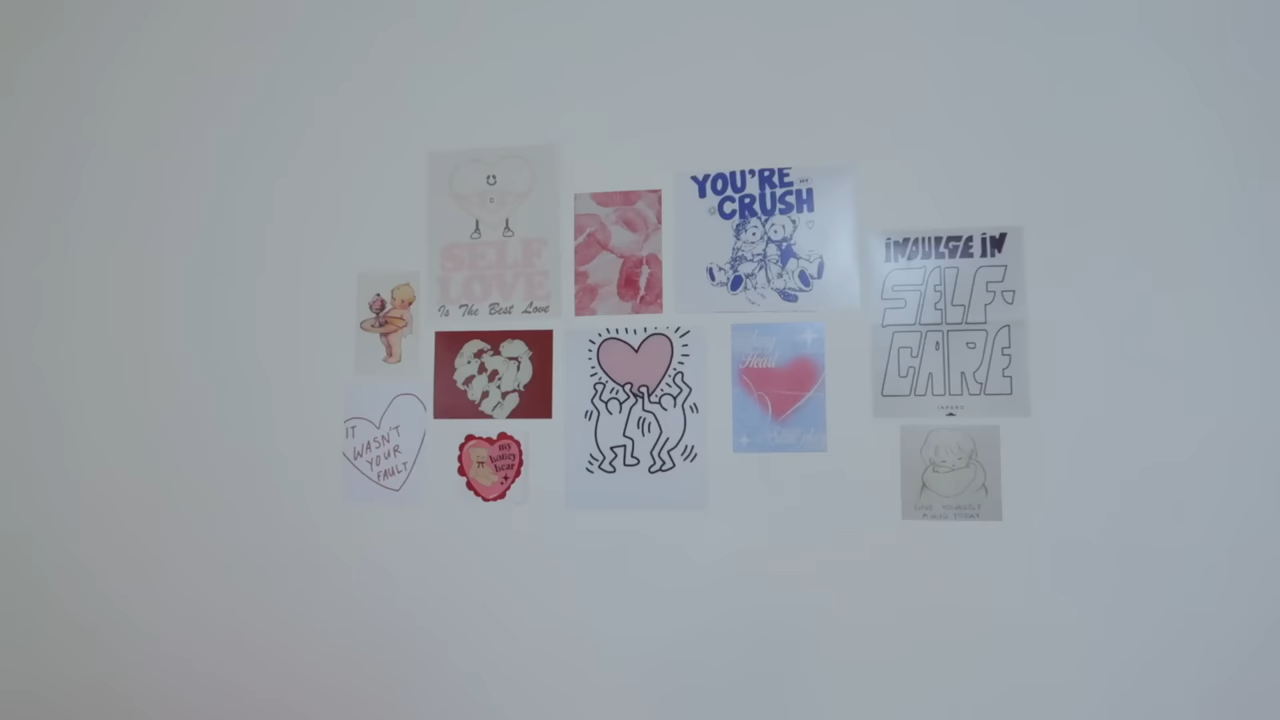 SELF
LOVE
Is The Best Love
YOU'RE
MY
CRUSH
INDULGE IN
SELF-
CARE
IT
WASN'T
YOUR
FAULT
my
honey
bear
Heart